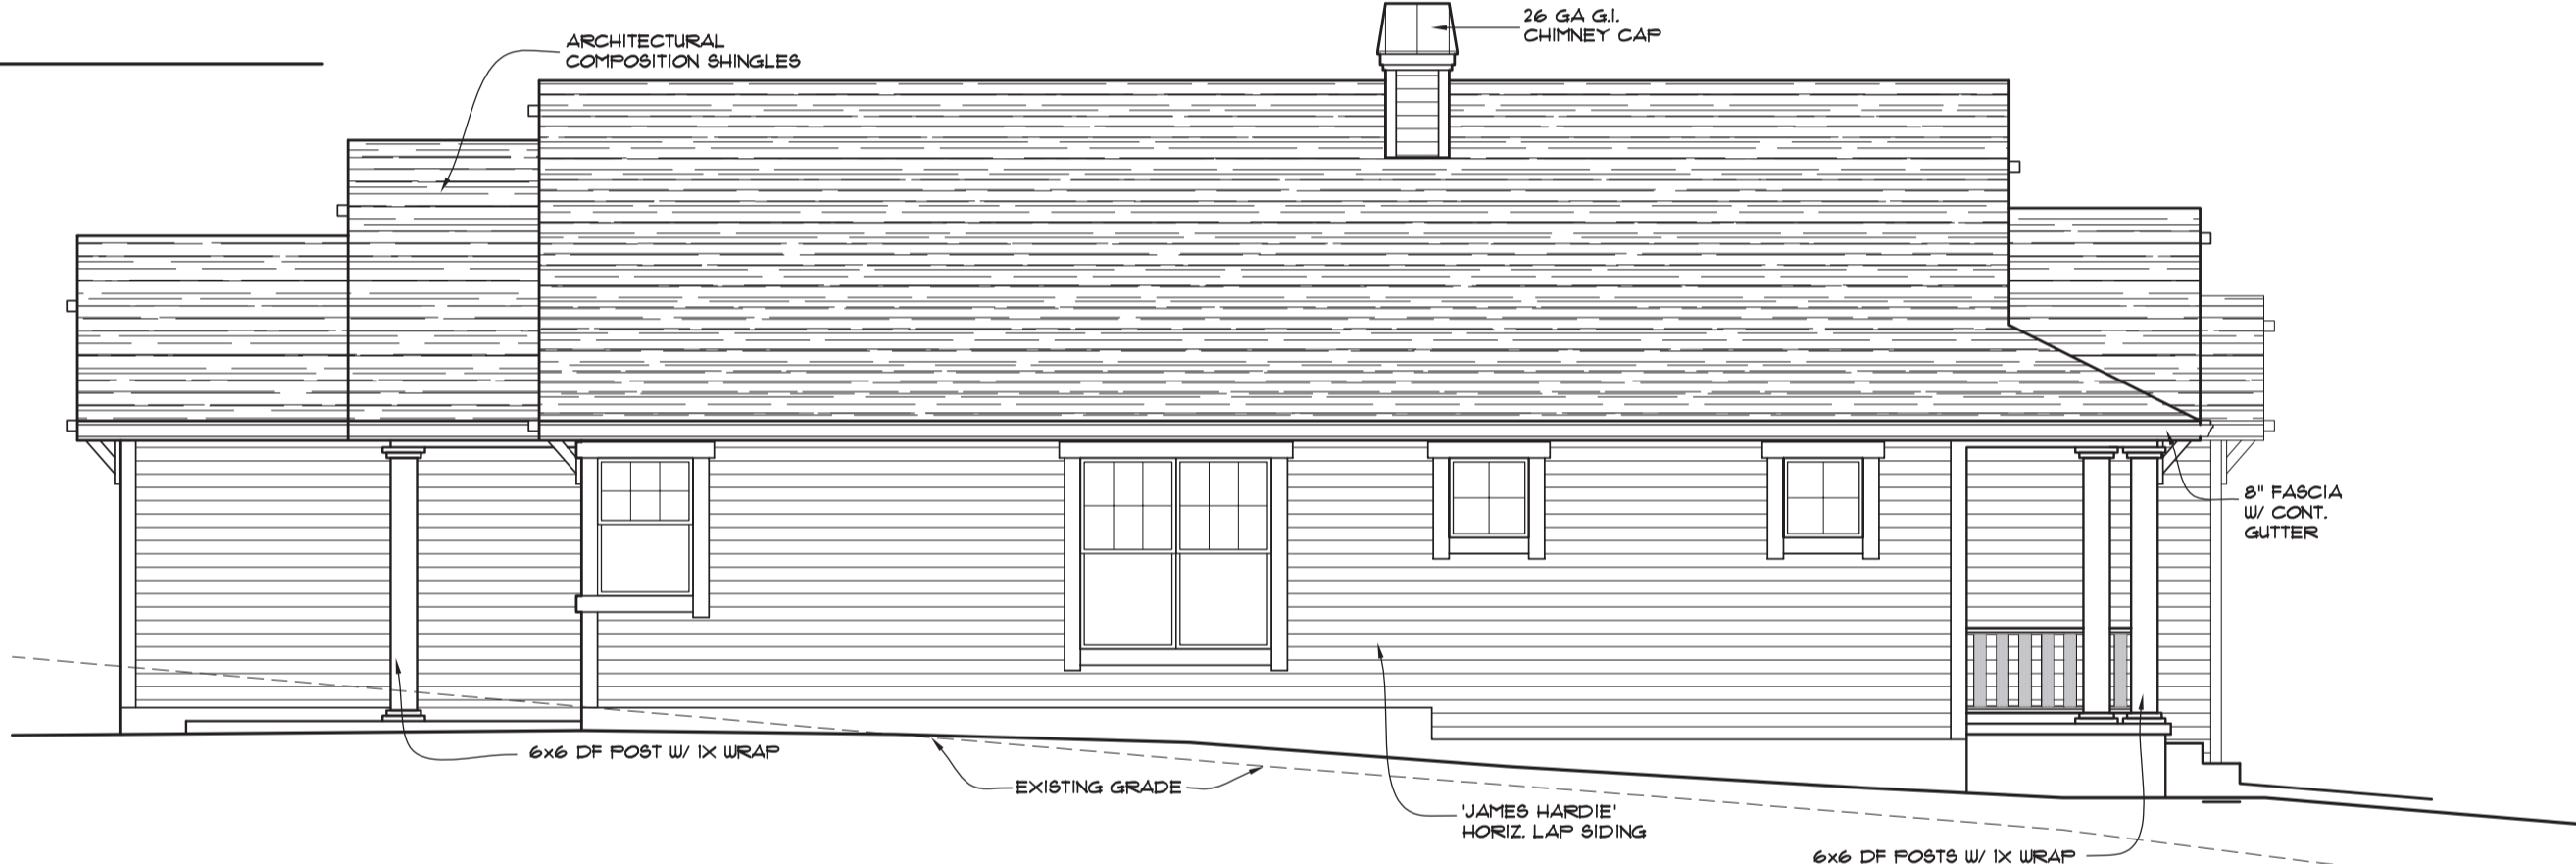 26 GA G.I.
CHIMNEY CAP
ARCHITECTURAL
COMPOSITION SHINGLES
8" FASCIA
W/ CONT.
GUTTER
6x6 DF POST W/ 1X WRAP
EXISTING GRADE
'JAMES HARDIE'
HORIZ. LAP SIDING
6x6 DF POSTS W/ 1X WRAP